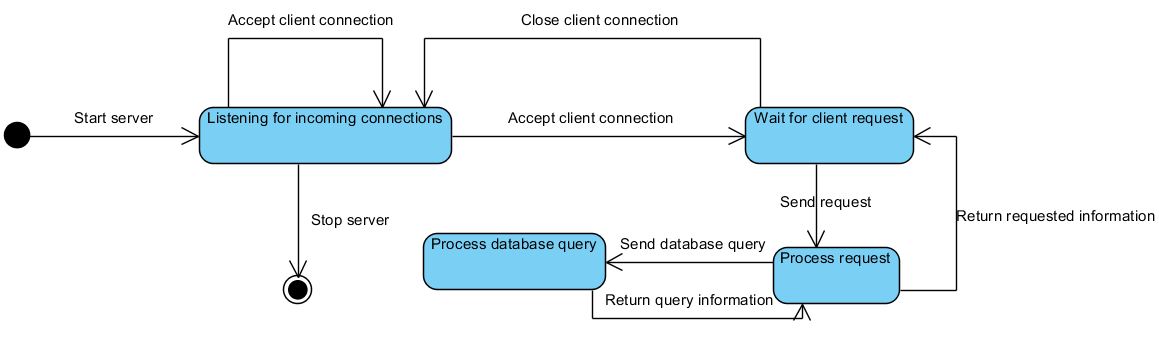 Accept client connection
Close client connection
Start server
Listening for incoming connections
Accept client connection
Wait for client request
Stop server
Send request
Return requested information
Process database query
Send database query
Process request
Return query information